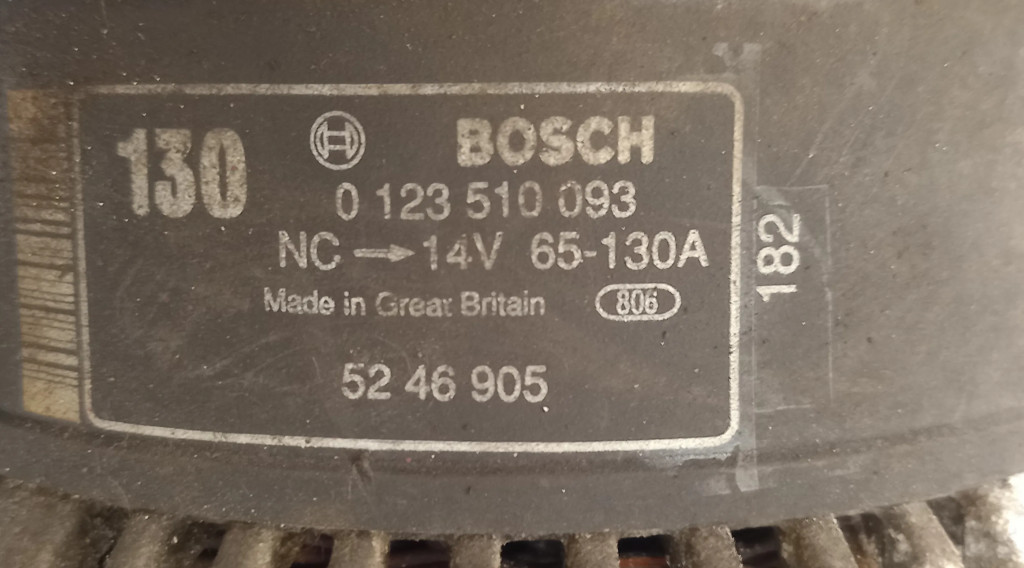 130 BOSCH
0 123 510 093
NC → 14V 65-130A
Made in Great Britain 806
52 46 905
182